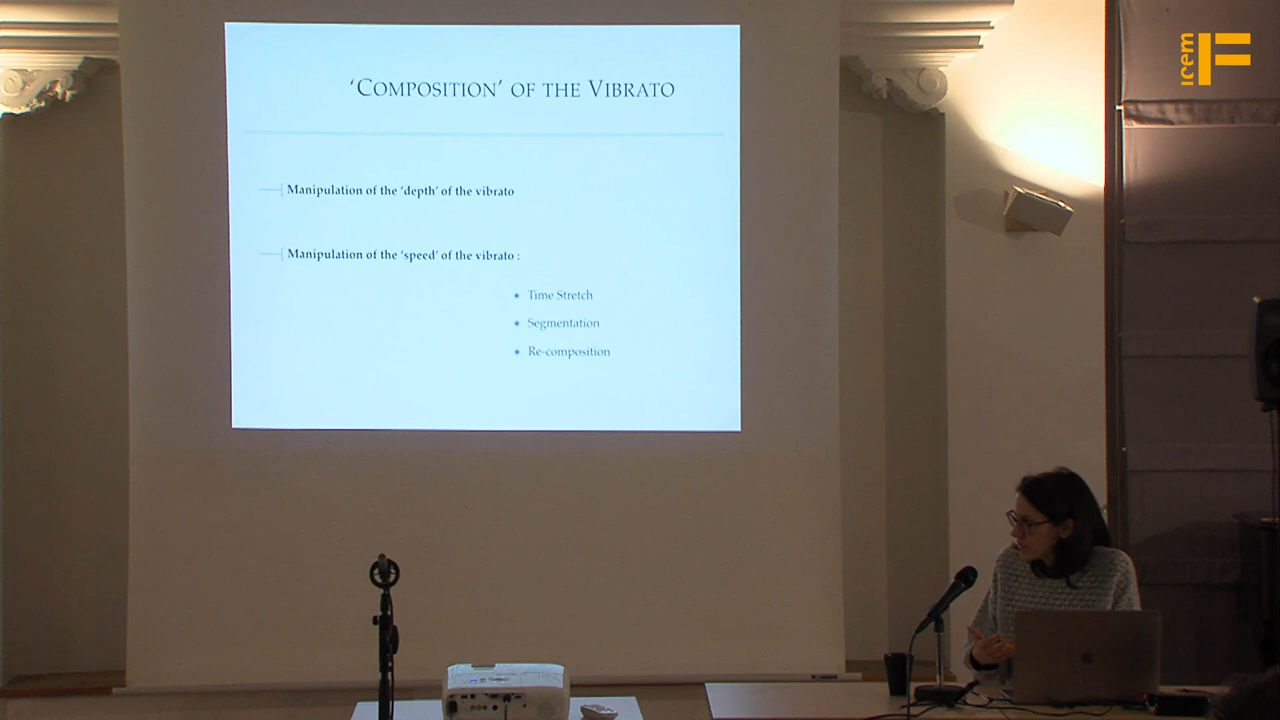 'COMPOSITION' OF THE VIBRATO
Manipulation of the 'depth' of the vibrato
Manipulation of the 'speed' of the vibrato :
• Time Stretch
• Segmentation
• Re-composition
icem